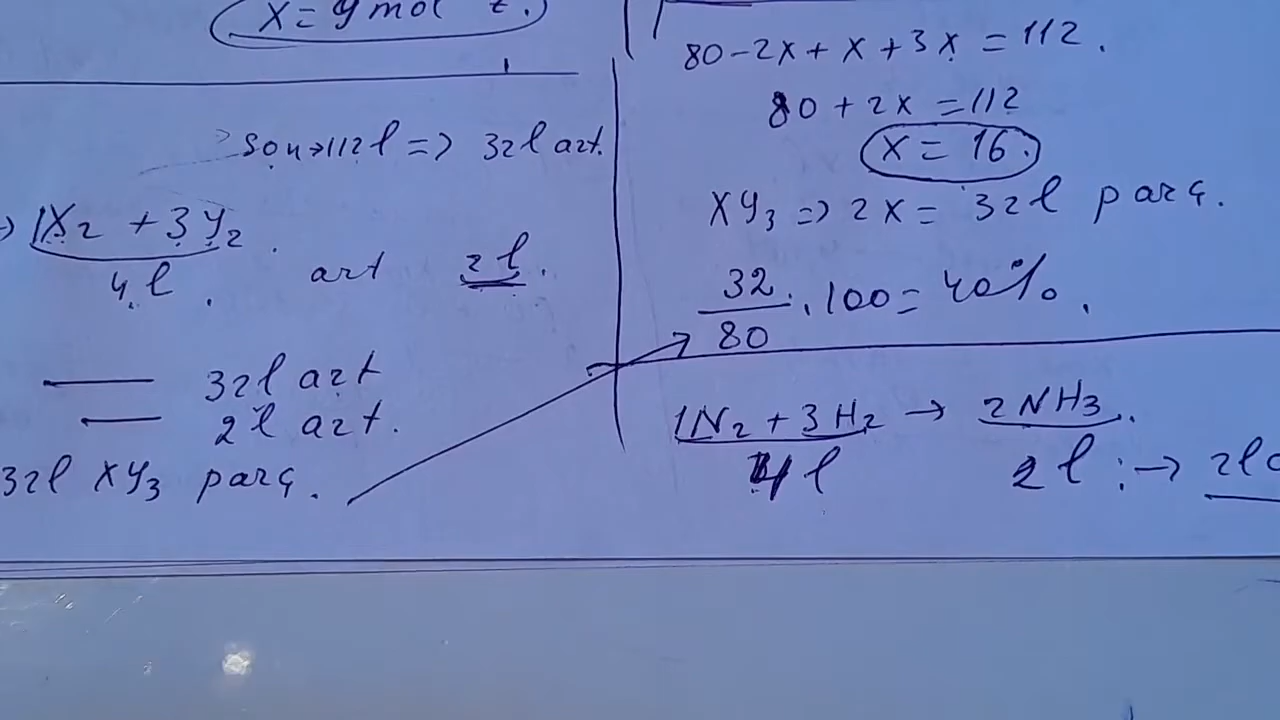 X = 4 mol
son → 112 l => 32 l art.
→ 1X2 + 3Y2.
4 l. art 2 l.
32 l art
2 l art.
32 l XY3 parç.
80 - 2x + x + 3x = 112.
80 + 2x = 112
x = 16.
XY3 => 2x = 32 l parç.
32/80 . 100 = 40%.
1N2 + 3H2 → 2NH3.
4 l 2 l : →